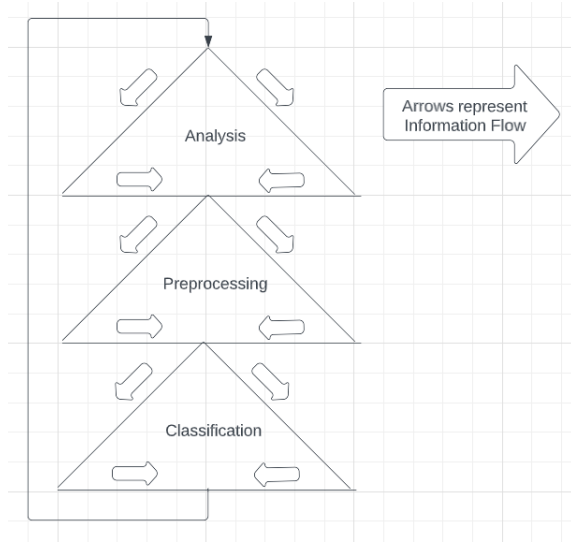 Analysis
Arrows represent
Information Flow
Preprocessing
Classification